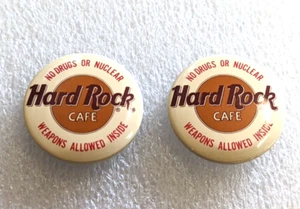 NO DRUGS OR NUCLEAR
Hard Rock
CAFE
WEAPONS ALLOWED INSIDE
NO DRUGS OR NUCLEAR
Hard Rock
CAFE
WEAPONS ALLOWED INSIDE